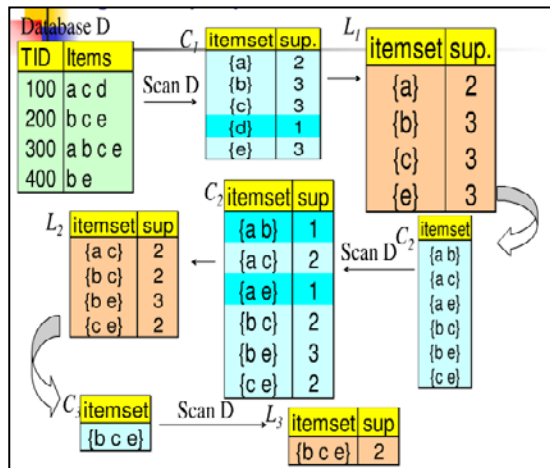 Database D
TID Items
100 a c d
200 b c e
300 a b c e
400 b e
Scan D
C1
itemset sup.
{a} 2
{b} 3
{c} 3
{d} 1
{e} 3
L1
itemset sup.
{a} 2
{b} 3
{c} 3
{e} 3
C2
itemset
{a b}
{a c}
{a e}
{b c}
{b e}
{c e}
Scan D
C2
itemset sup
{a b} 1
{a c} 2
{a e} 1
{b c} 2
{b e} 3
{c e} 2
L2
itemset sup
{a c} 2
{b c} 2
{b e} 3
{c e} 2
C3
itemset
{b c e}
Scan D
L3
itemset sup
{b c e} 2